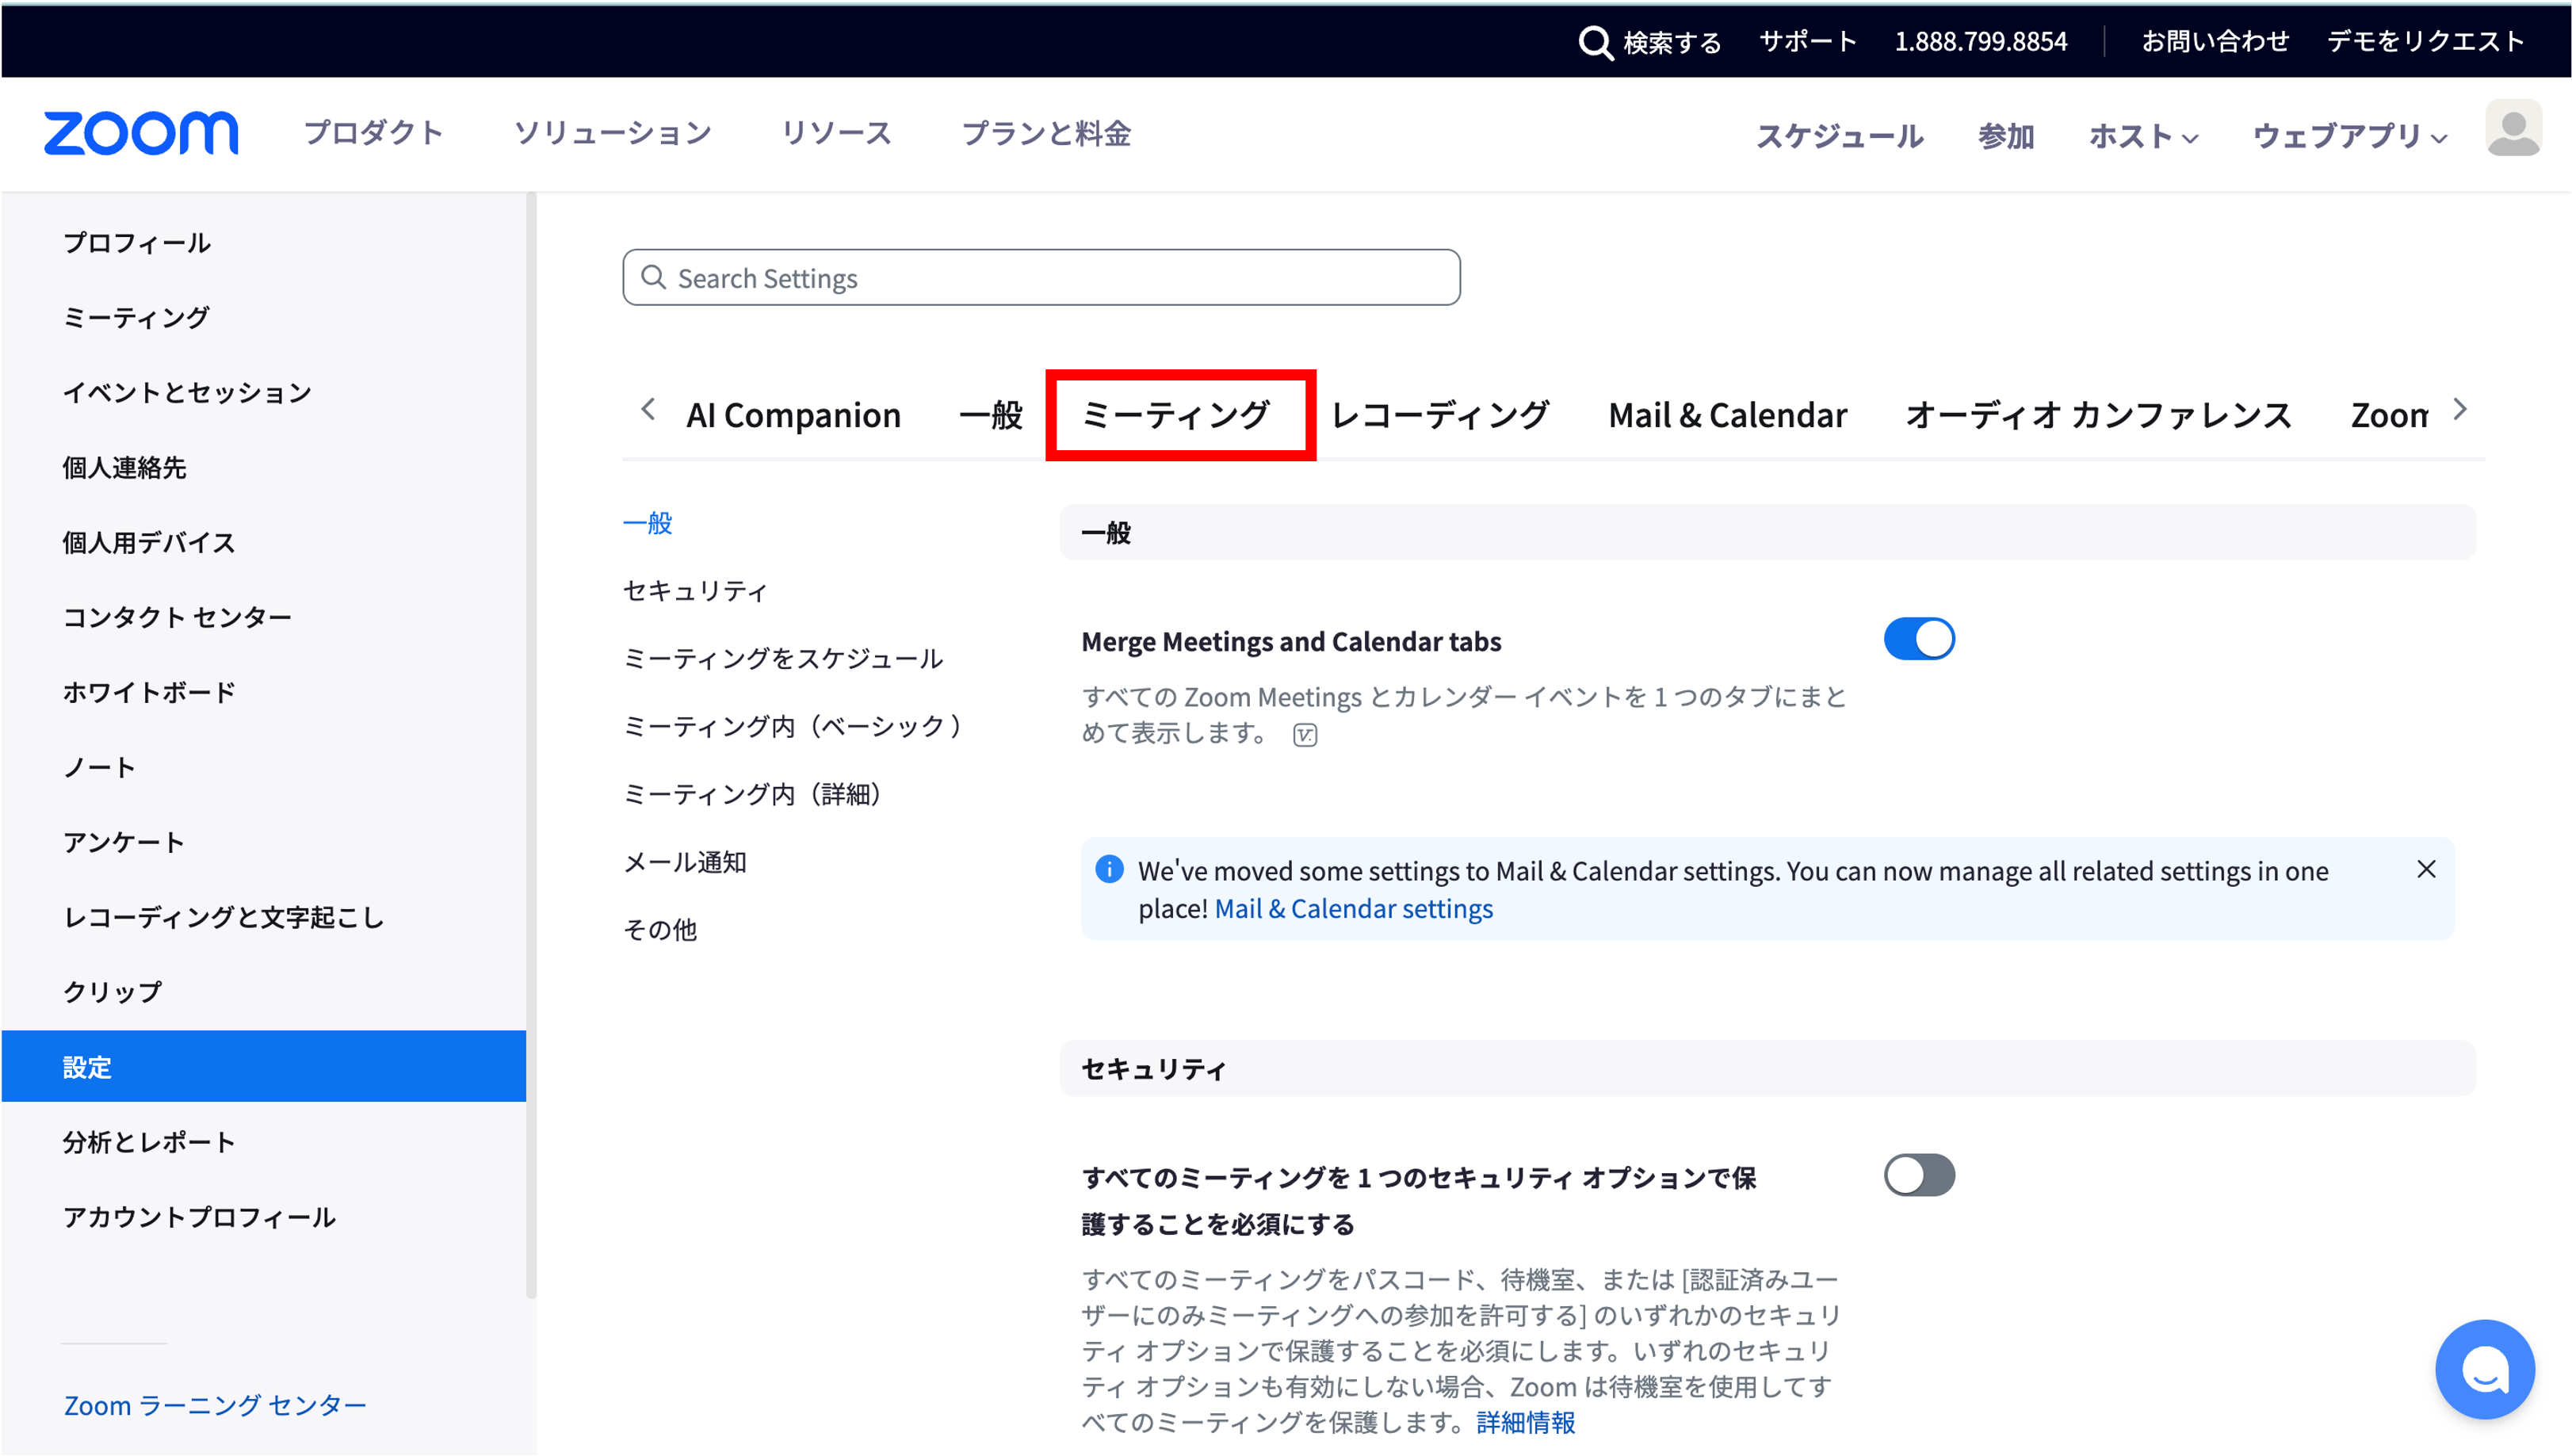 検索する サポート 1.888.799.8854 お問い合わせ デモをリクエスト
zoom プロダクト ソリューション リソース プランと料金 スケジュール 参加 ホスト ウェブアプリ
プロフィール
ミーティング
イベントとセッション
個人連絡先
個人用デバイス
コンタクト センター
ホワイトボード
ノート
アンケート
レコーディングと文字起こし
クリップ
設定
分析とレポート
アカウントプロフィール
Zoom ラーニング センター
Search Settings
AI Companion 一般 ミーティング レコーディング Mail & Calendar オーディオ カンファレンス Zoom
一般
セキュリティ
ミーティングをスケジュール
ミーティング内（ベーシック ）
ミーティング内（詳細）
メール通知
その他
一般
Merge Meetings and Calendar tabs
すべての Zoom Meetings とカレンダー イベントを 1 つのタブにまと
めて表示します。
We've moved some settings to Mail & Calendar settings. You can now manage all related settings in one
place! Mail & Calendar settings
セキュリティ
すべてのミーティングを 1 つのセキュリティ オプションで保
護することを必須にする
すべてのミーティングをパスコード、待機室、または [認証済みユー
ザーにのみミーティングへの参加を許可する] のいずれかのセキュリ
ティ オプションで保護することを必須にします。いずれのセキュリ
ティ オプションも有効にしない場合、Zoom は待機室を使用してす
べてのミーティングを保護します。詳細情報